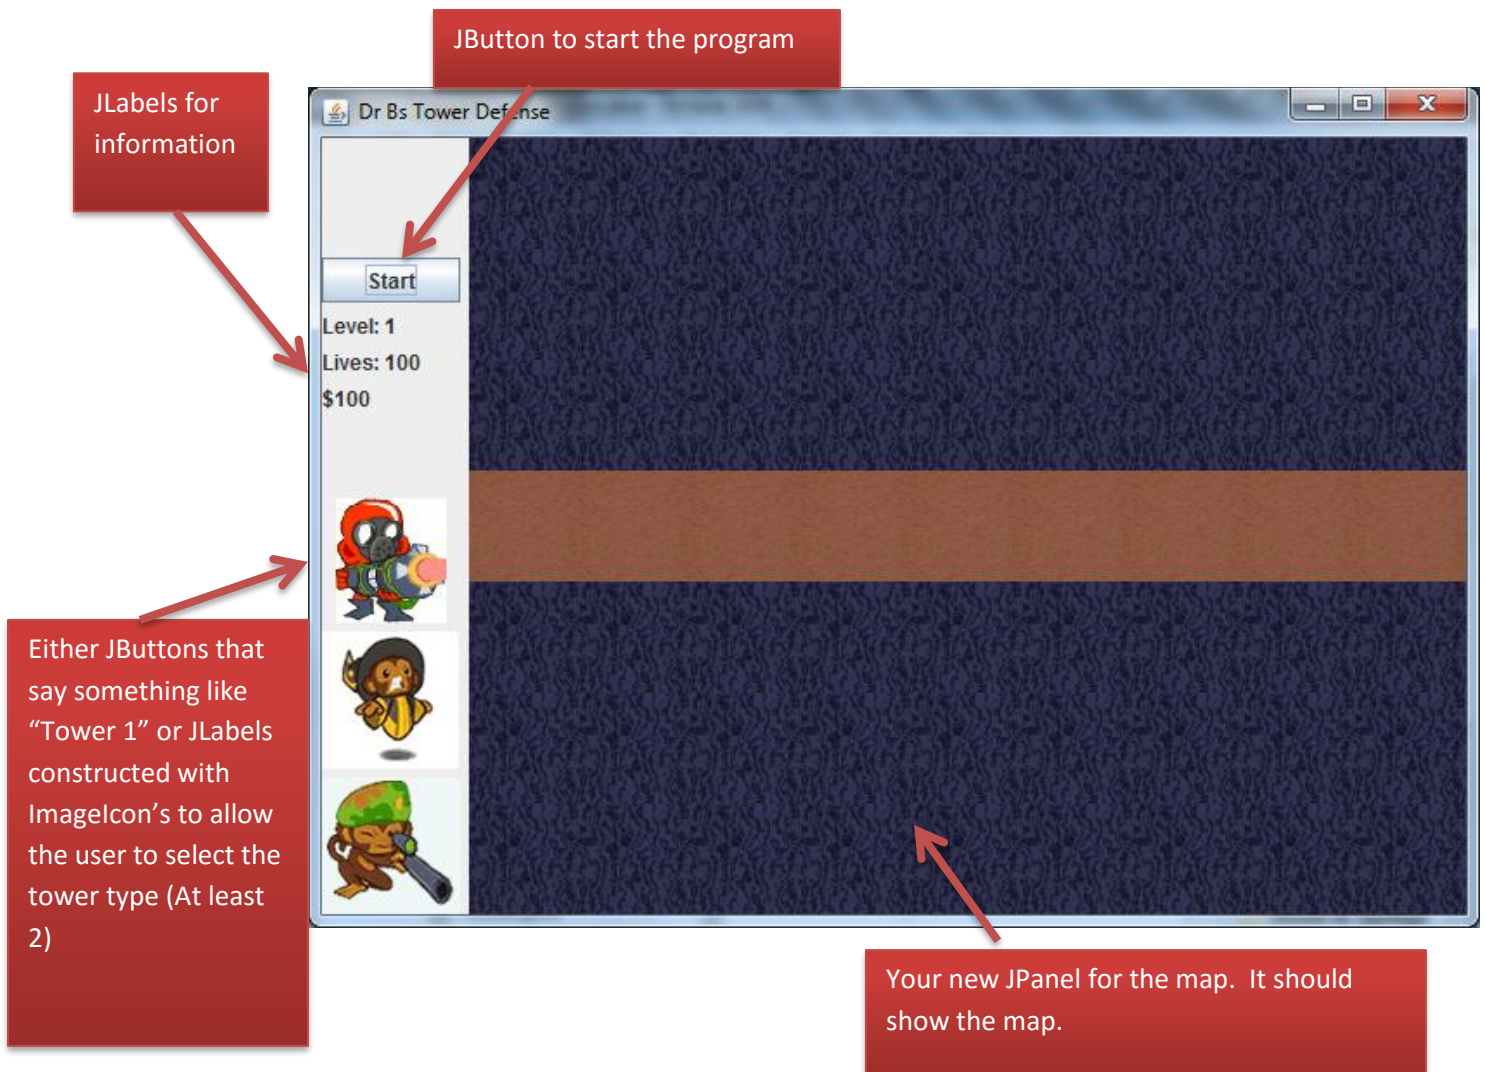 JButton to start the program
JLabels for
information
Dr Bs Tower Defense
Start
Level: 1
Lives: 100
$100
Either JButtons that
say something like
“Tower 1” or JLabels
constructed with
ImageIcon’s to allow
the user to select the
tower type (At least
2)
Your new JPanel for the map.  It should
show the map.